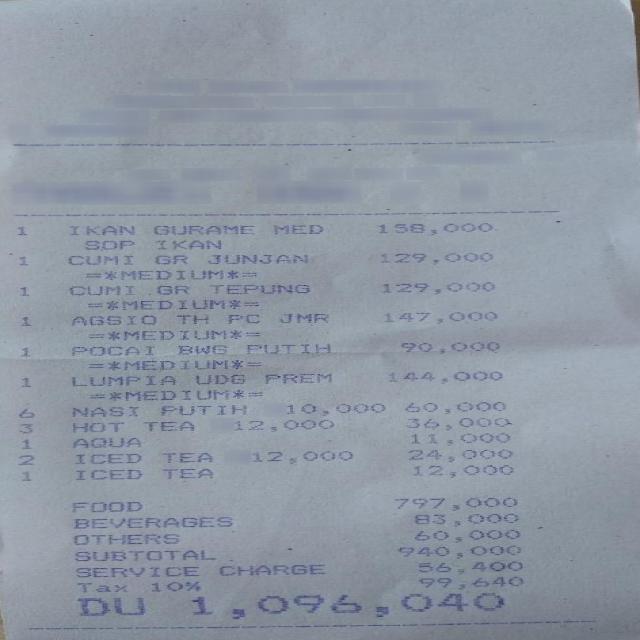 1 IKAN GURAME MED 158,000
SOP IKAN
1 CUMI GR JUNJAN 129,000
=*MEDIUM*=
1 CUMI GR TEPUNG 129,000
=*MEDIUM*=
1 ABSIO TH PC JMR 147,000
=*MEDIUM*=
1 POCAI BWG PUTIH 90,000
=*MEDIUM*=
1 LUMPIA UDG PREM 144,000
=*MEDIUM*=
6 NASI PUTIH 10,000 60,000
3 HOT TEA 12,000 36,000
1 AQUA 11,000
2 ICED TEA 12,000 24,000
1 ICED TEA 12,000
FOOD 797,000
BEVERAGES 83,000
OTHERS 60,000
SUBTOTAL 940,000
SERVICE CHARGE 56,400
Tax 10% 99,640
DU 1,096,040